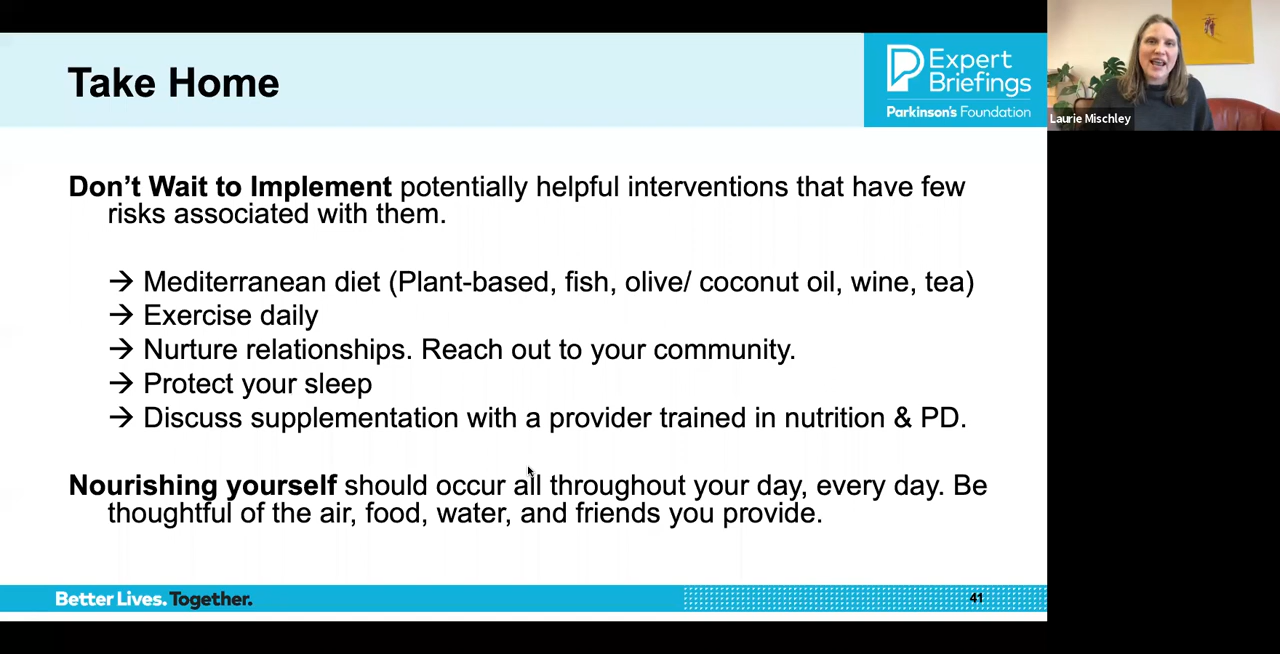 Take Home
Expert
Briefings
Parkinson's Foundation
Laurie Mischley
Don't Wait to Implement potentially helpful interventions that have few
risks associated with them.
→ Mediterranean diet (Plant-based, fish, olive/ coconut oil, wine, tea)
→ Exercise daily
→ Nurture relationships. Reach out to your community.
→ Protect your sleep
→ Discuss supplementation with a provider trained in nutrition & PD.
Nourishing yourself should occur all throughout your day, every day. Be
thoughtful of the air, food, water, and friends you provide.
Better Lives. Together.
41